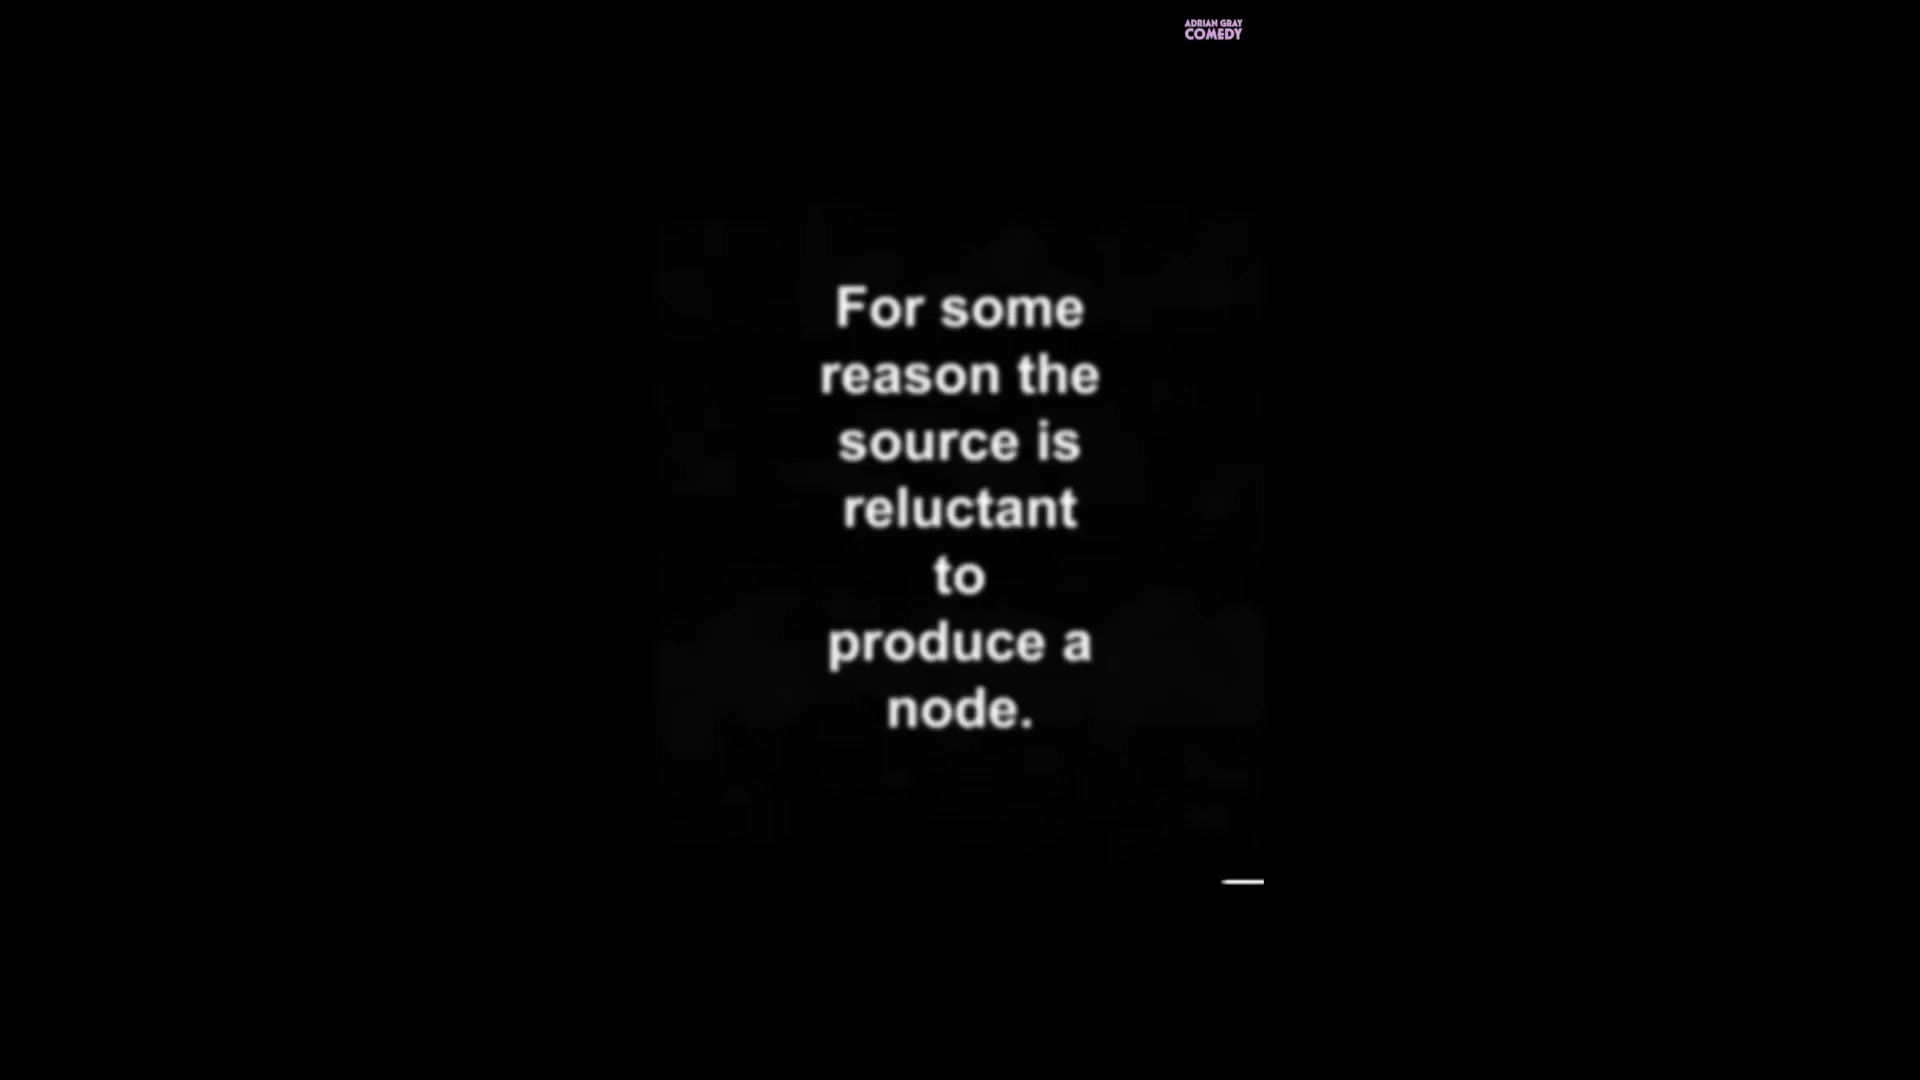 ADRIAN GRAY
COMEDY
For some
reason the
source is
reluctant
to
produce a
node.